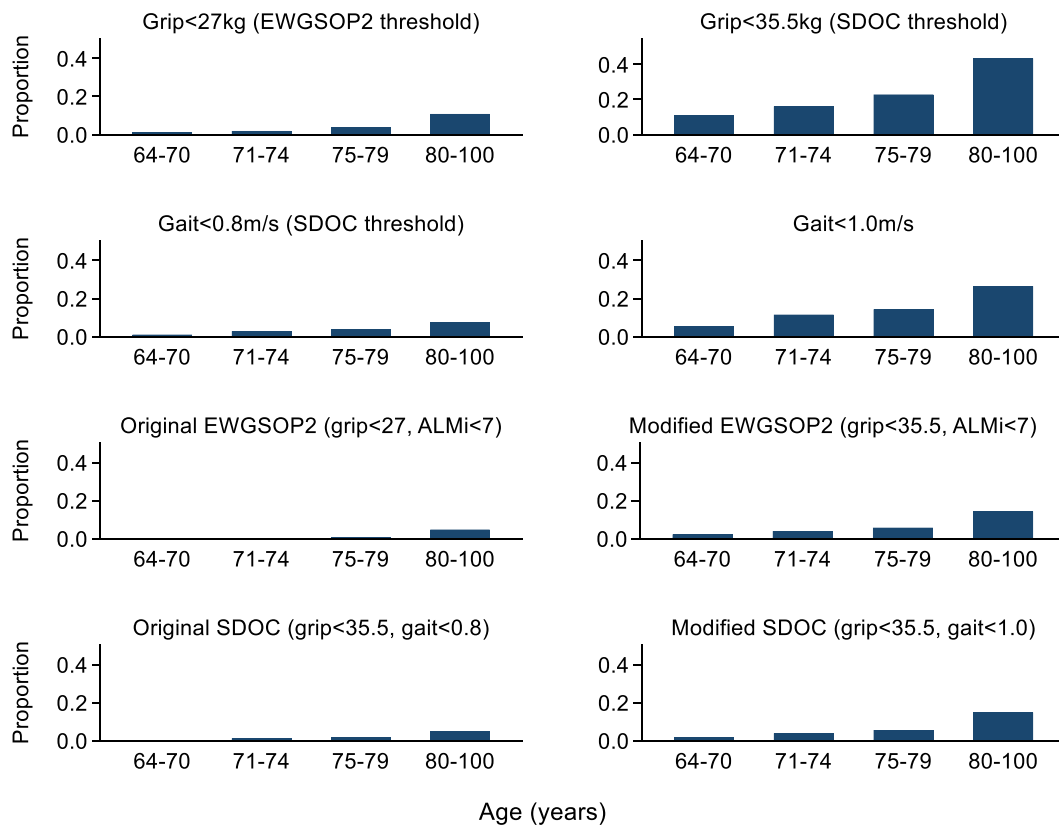 Grip<27kg (EWGSOP2 threshold)
Proportion
0.4
0.2
0.0
64-70 71-74 75-79 80-100
Grip<35.5kg (SDOC threshold)
0.4
0.2
0.0
64-70 71-74 75-79 80-100
Gait<0.8m/s (SDOC threshold)
Proportion
0.4
0.2
0.0
64-70 71-74 75-79 80-100
Gait<1.0m/s
0.4
0.2
0.0
64-70 71-74 75-79 80-100
Original EWGSOP2 (grip<27, ALMi<7)
Proportion
0.4
0.2
0.0
64-70 71-74 75-79 80-100
Modified EWGSOP2 (grip<35.5, ALMi<7)
0.4
0.2
0.0
64-70 71-74 75-79 80-100
Original SDOC (grip<35.5, gait<0.8)
Proportion
0.4
0.2
0.0
64-70 71-74 75-79 80-100
Modified SDOC (grip<35.5, gait<1.0)
0.4
0.2
0.0
64-70 71-74 75-79 80-100
Age (years)